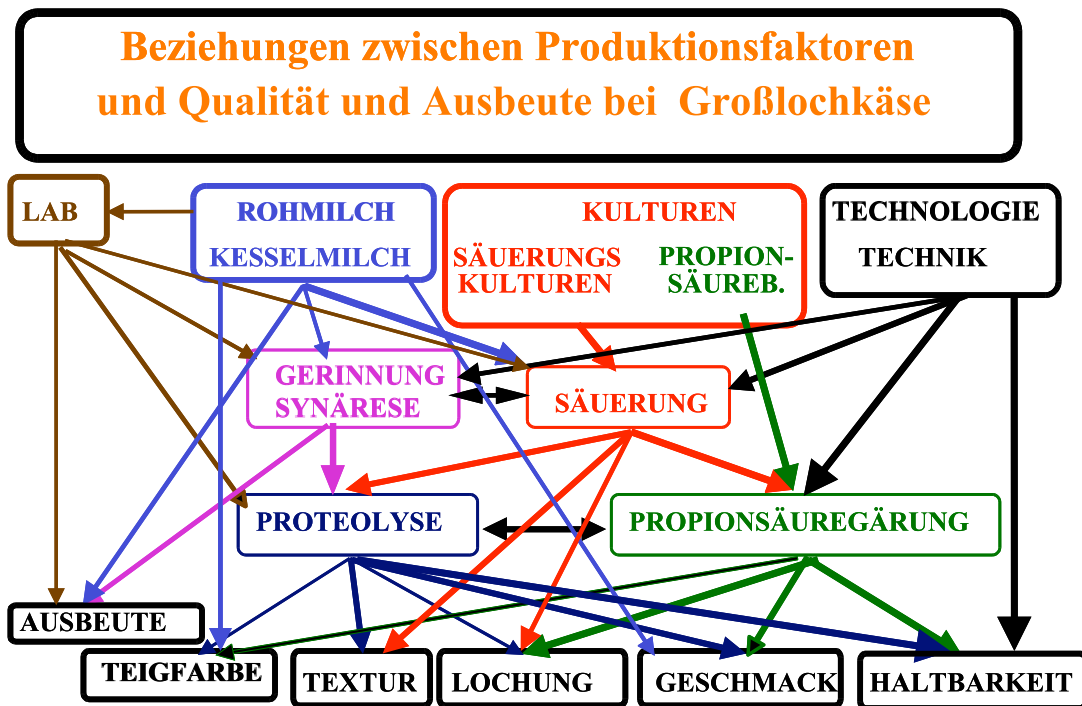 Beziehungen zwischen Produktionsfaktoren
und Qualität und Ausbeute bei Großlochkäse
LAB
ROHMILCH
KESSELMILCH
KULTUREN
SÄUERUNGS
KULTUREN
PROPION-
SÄUREB.
TECHNOLOGIE
TECHNIK
GERINNUNG
SYNÄRESE
SÄUERUNG
PROTEOLYSE
PROPIONSÄUREGÄRUNG
AUSBEUTE
TEIGFARBE
TEXTUR
LOCHUNG
GESCHMACK
HALTBARKEIT